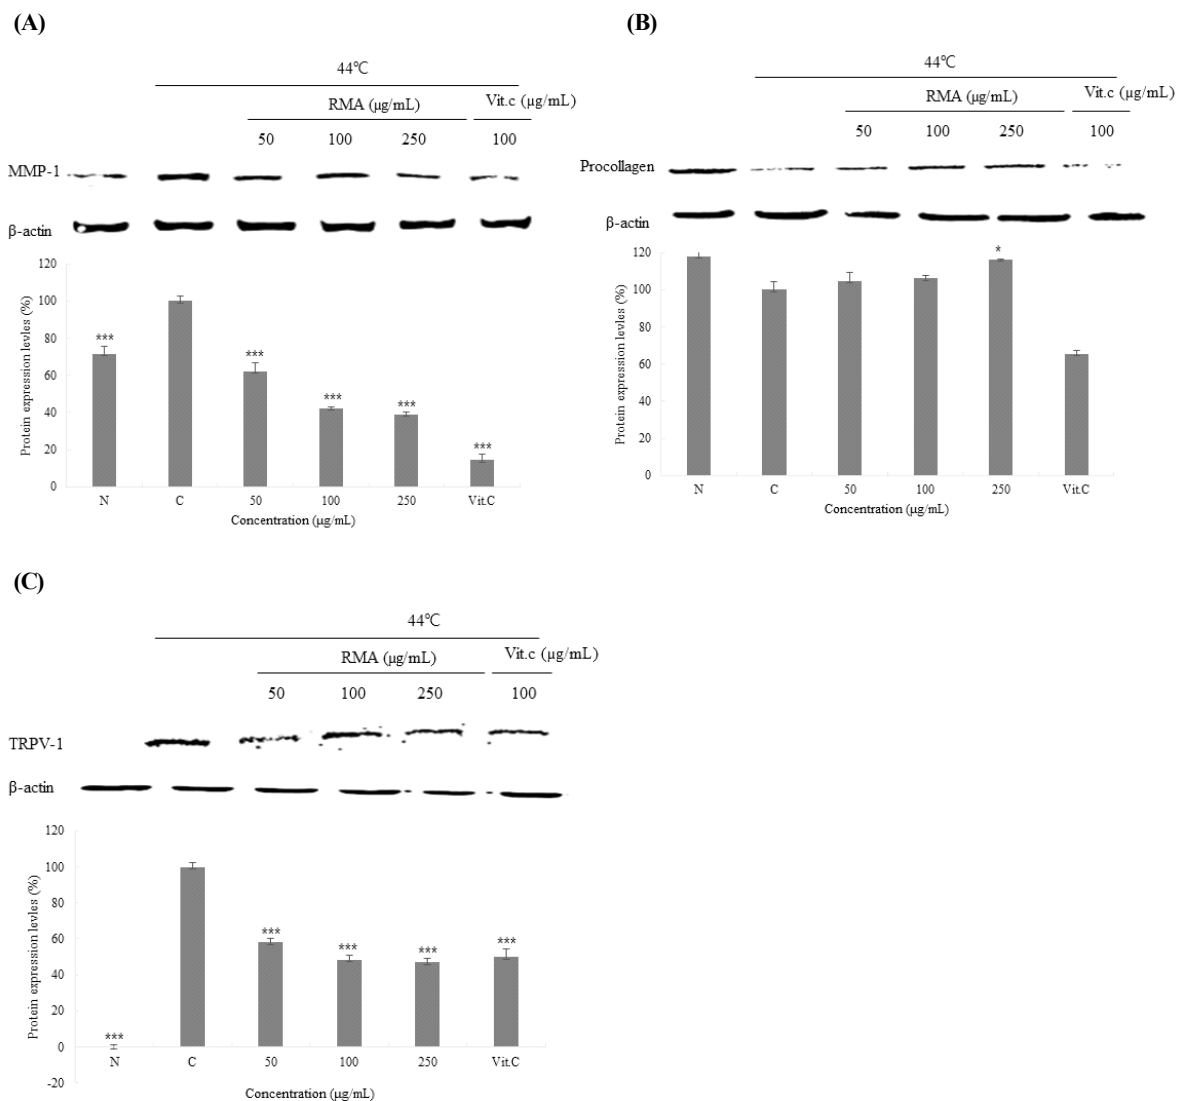 (A)
44℃
RMA (μg/mL)
Vit.c (μg/mL)
50 100 250 100
MMP-1
β-actin
120
100
80
60
40
20
0
Protein expression levles (%)
***
***
***
***
***
N C 50 100 250 Vit.C
Concentration (μg/mL)
(B)
44℃
RMA (μg/mL)
Vit.c (μg/mL)
50 100 250 100
Procollagen
β-actin
120
100
80
60
40
20
0
Protein expression levles (%)
*
N C 50 100 250 Vit.C
Concentration (μg/mL)
(C)
44℃
RMA (μg/mL)
Vit.c (μg/mL)
50 100 250 100
TRPV-1
β-actin
120
100
80
60
40
20
0
-20
Protein expression levles (%)
***
***
***
***
***
N C 50 100 250 Vit.C
Concentration (μg/mL)